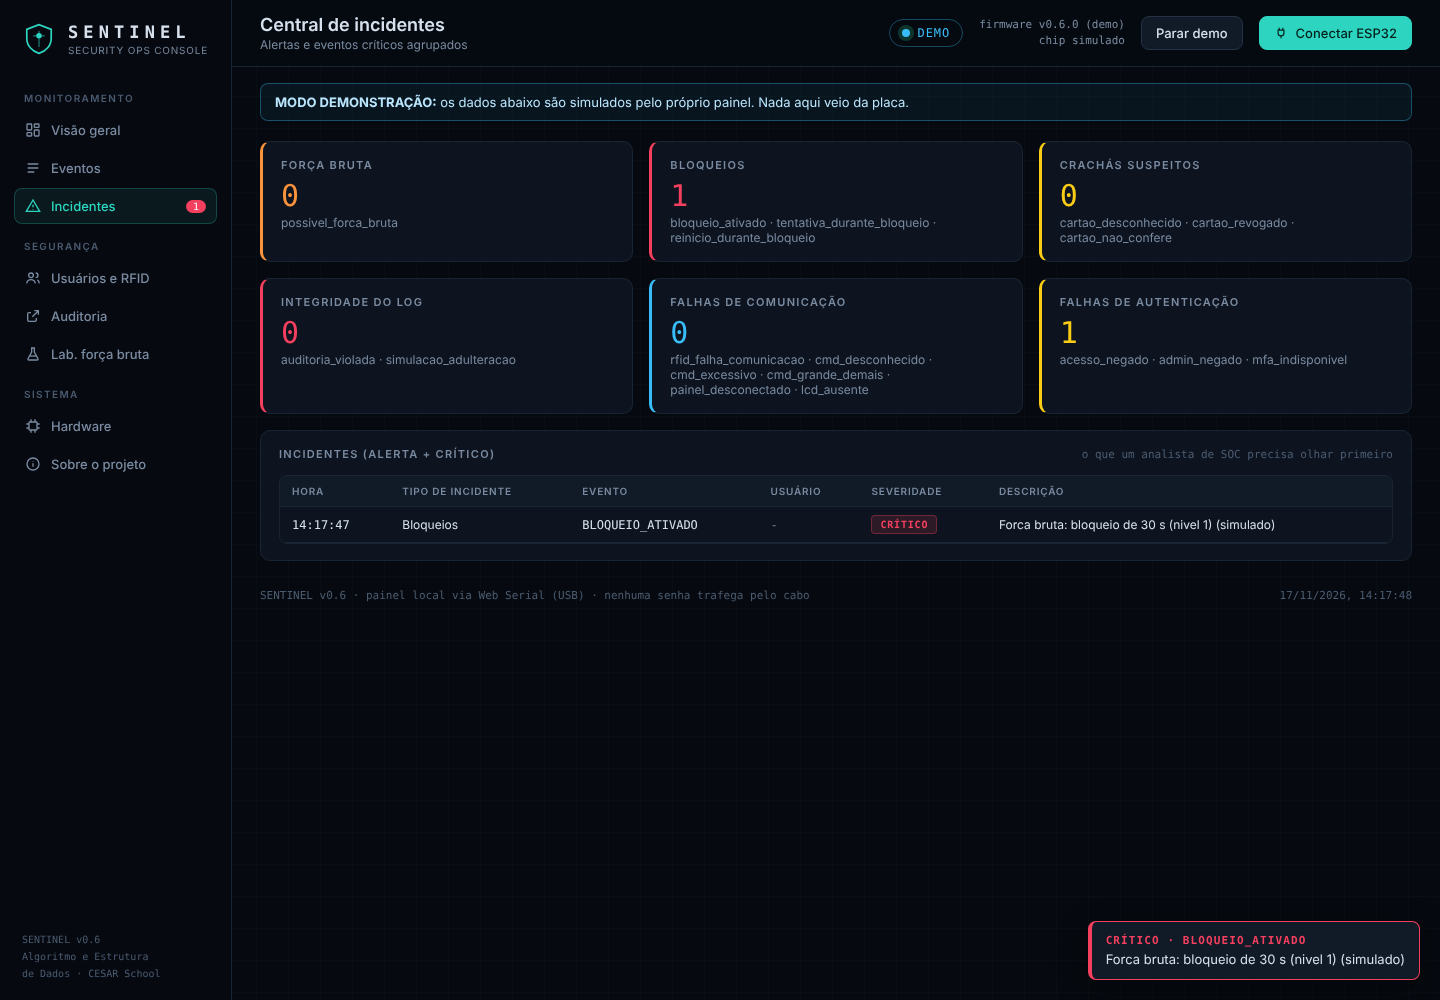 SENTINEL
SECURITY OPS CONSOLE
MONITORAMENTO
Visão geral
Eventos
Incidentes 1
SEGURANÇA
Usuários e RFID
Auditoria
Lab. força bruta
SISTEMA
Hardware
Sobre o projeto
SENTINEL v0.6
Algoritmo e Estrutura
de Dados · CESAR School
Central de incidentes
Alertas e eventos críticos agrupados
DEMO
firmware v0.6.0 (demo)
chip simulado
Parar demo
Conectar ESP32
MODO DEMONSTRAÇÃO: os dados abaixo são simulados pelo próprio painel. Nada aqui veio da placa.
FORÇA BRUTA
0
possivel_forca_bruta
BLOQUEIOS
1
bloqueio_ativado · tentativa_durante_bloqueio ·
reinicio_durante_bloqueio
CRACHÁS SUSPEITOS
0
cartao_desconhecido · cartao_revogado ·
cartao_nao_confere
INTEGRIDADE DO LOG
0
auditoria_violada · simulacao_adulteracao
FALHAS DE COMUNICAÇÃO
0
rfid_falha_comunicacao · cmd_desconhecido ·
cmd_excessivo · cmd_grande_demais ·
painel_desconectado · lcd_ausente
FALHAS DE AUTENTICAÇÃO
1
acesso_negado · admin_negado · mfa_indisponivel
INCIDENTES (ALERTA + CRÍTICO)
o que um analista de SOC precisa olhar primeiro
HORA TIPO DE INCIDENTE EVENTO USUÁRIO SEVERIDADE DESCRIÇÃO
14:17:47 Bloqueios BLOQUEIO_ATIVADO - CRÍTICO Forca bruta: bloqueio de 30 s (nivel 1) (simulado)
SENTINEL v0.6 · painel local via Web Serial (USB) · nenhuma senha trafega pelo cabo
17/11/2026, 14:17:48
CRÍTICO · BLOQUEIO_ATIVADO
Forca bruta: bloqueio de 30 s (nivel 1) (simulado)